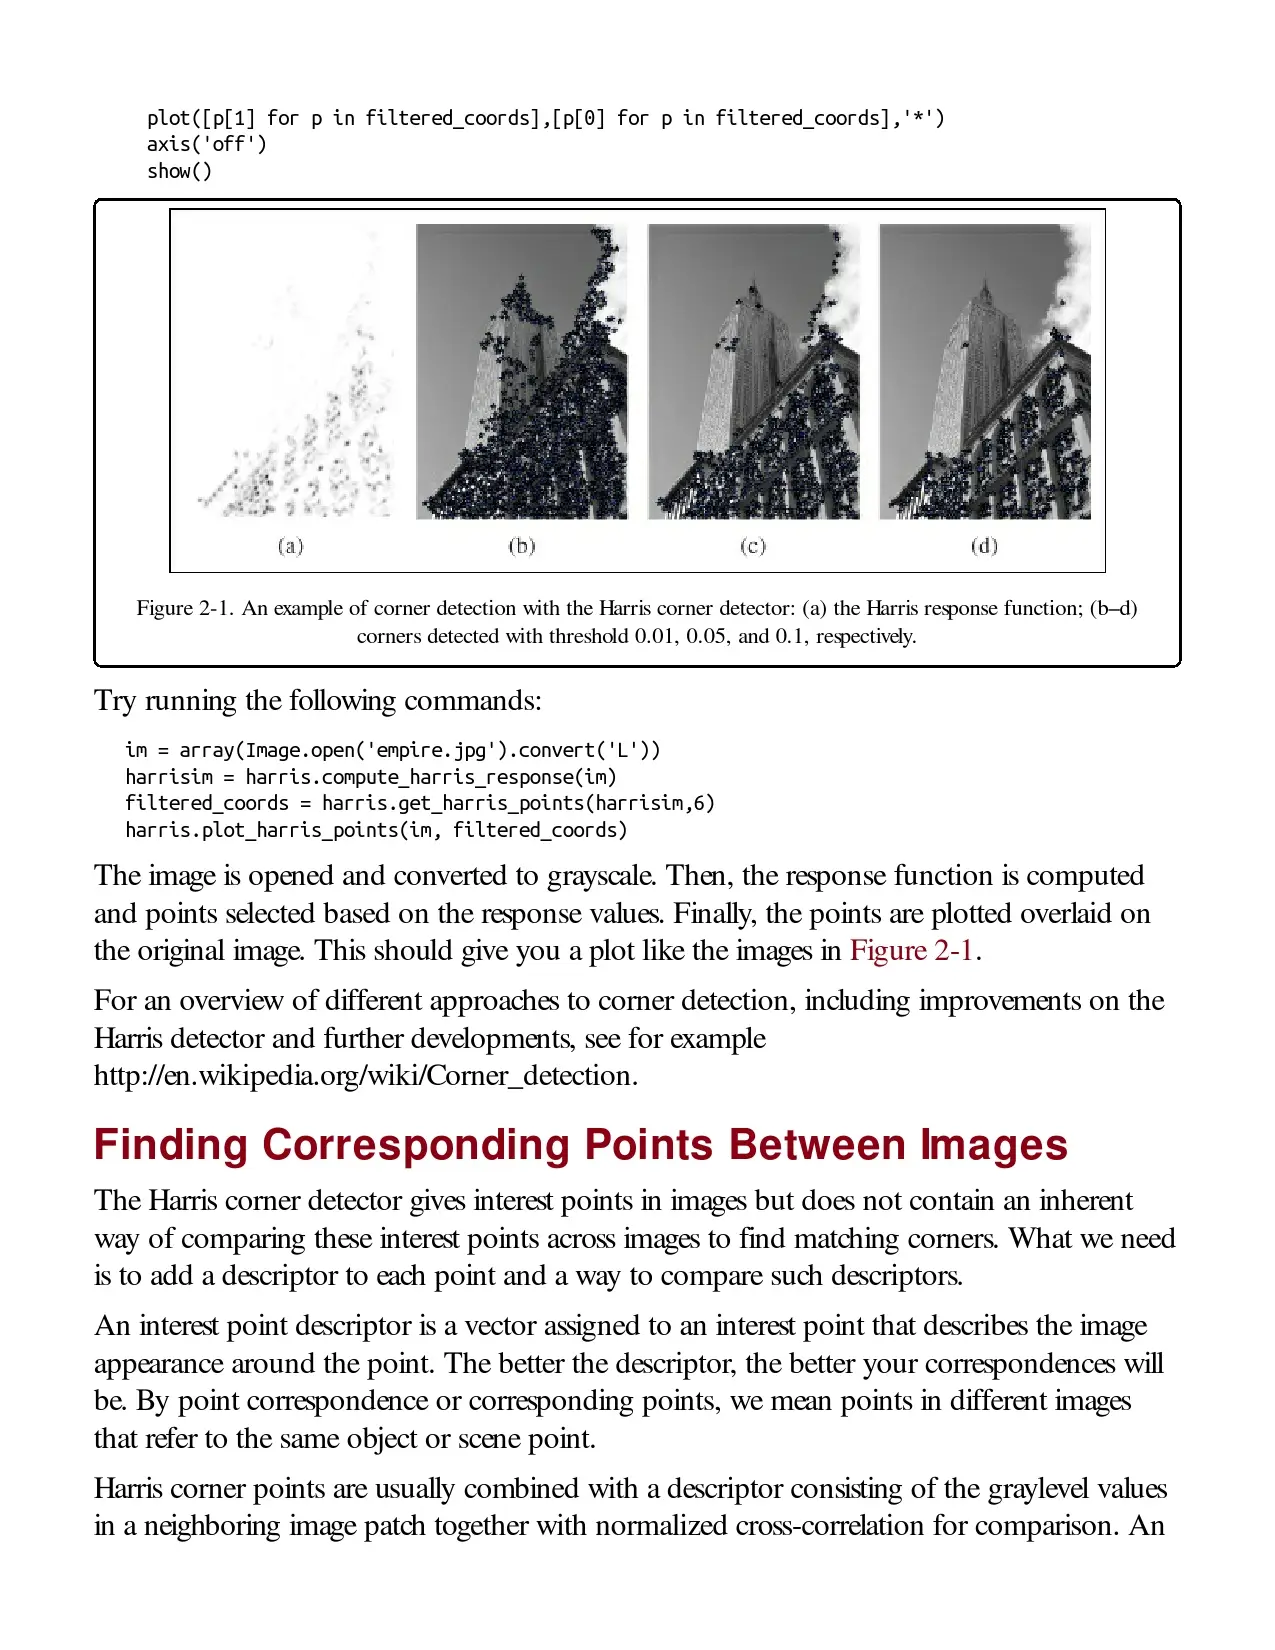 plot([p[1] for p in filtered_coords],[p[0] for p in filtered_coords],'*')
axis('off')
show()
(a) (b) (c) (d)
Figure 2-1. An example of corner detection with the Harris corner detector: (a) the Harris response function; (b–d)
corners detected with threshold 0.01, 0.05, and 0.1, respectively.
Try running the following commands:
im = array(Image.open('empire.jpg').convert('L'))
harrisim = harris.compute_harris_response(im)
filtered_coords = harris.get_harris_points(harrisim,6)
harris.plot_harris_points(im, filtered_coords)
The image is opened and converted to grayscale. Then, the response function is computed
and points selected based on the response values. Finally, the points are plotted overlaid on
the original image. This should give you a plot like the images in Figure 2-1.
For an overview of different approaches to corner detection, including improvements on the
Harris detector and further developments, see for example
http://en.wikipedia.org/wiki/Corner_detection.
Finding Corresponding Points Between Images
The Harris corner detector gives interest points in images but does not contain an inherent
way of comparing these interest points across images to find matching corners. What we need
is to add a descriptor to each point and a way to compare such descriptors.
An interest point descriptor is a vector assigned to an interest point that describes the image
appearance around the point. The better the descriptor, the better your correspondences will
be. By point correspondence or corresponding points, we mean points in different images
that refer to the same object or scene point.
Harris corner points are usually combined with a descriptor consisting of the graylevel values
in a neighboring image patch together with normalized cross-correlation for comparison. An